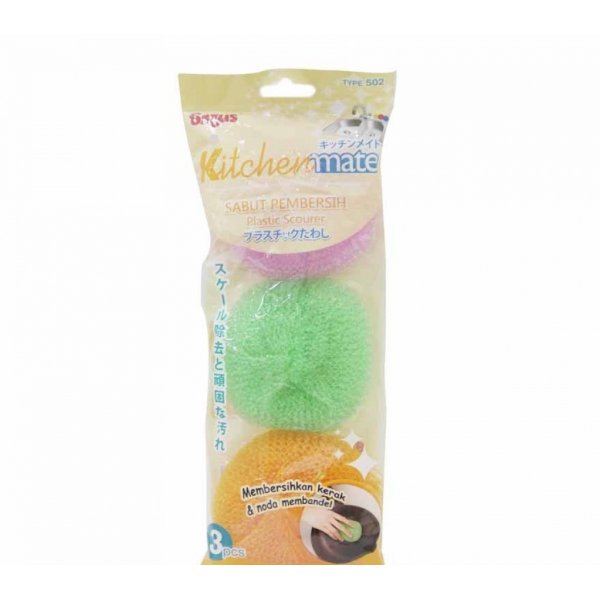 TYPE 502
Bagus
キッチンメイト
Kitchen mate
SABUT PEMBERSIH
Plastic Scourer
プラスチックたわし
スケール除去と頑固な汚れ
Membersihkan kerak
& noda membandel
3 pcs